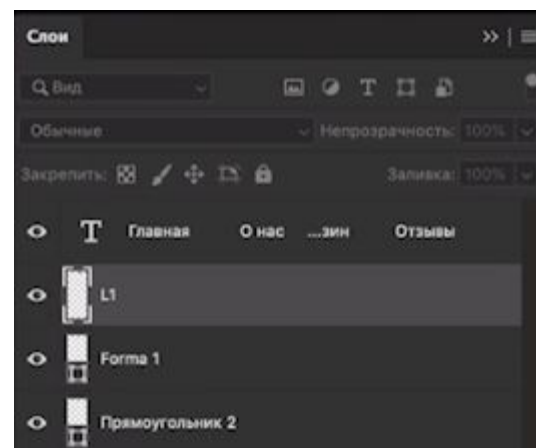 Слои
Вид
Обычные Непрозрачность: 100%
Закрепить: Заливка: 100%
T Главная О нас ...зин Отзывы
L1
Forma 1
Прямоугольник 2